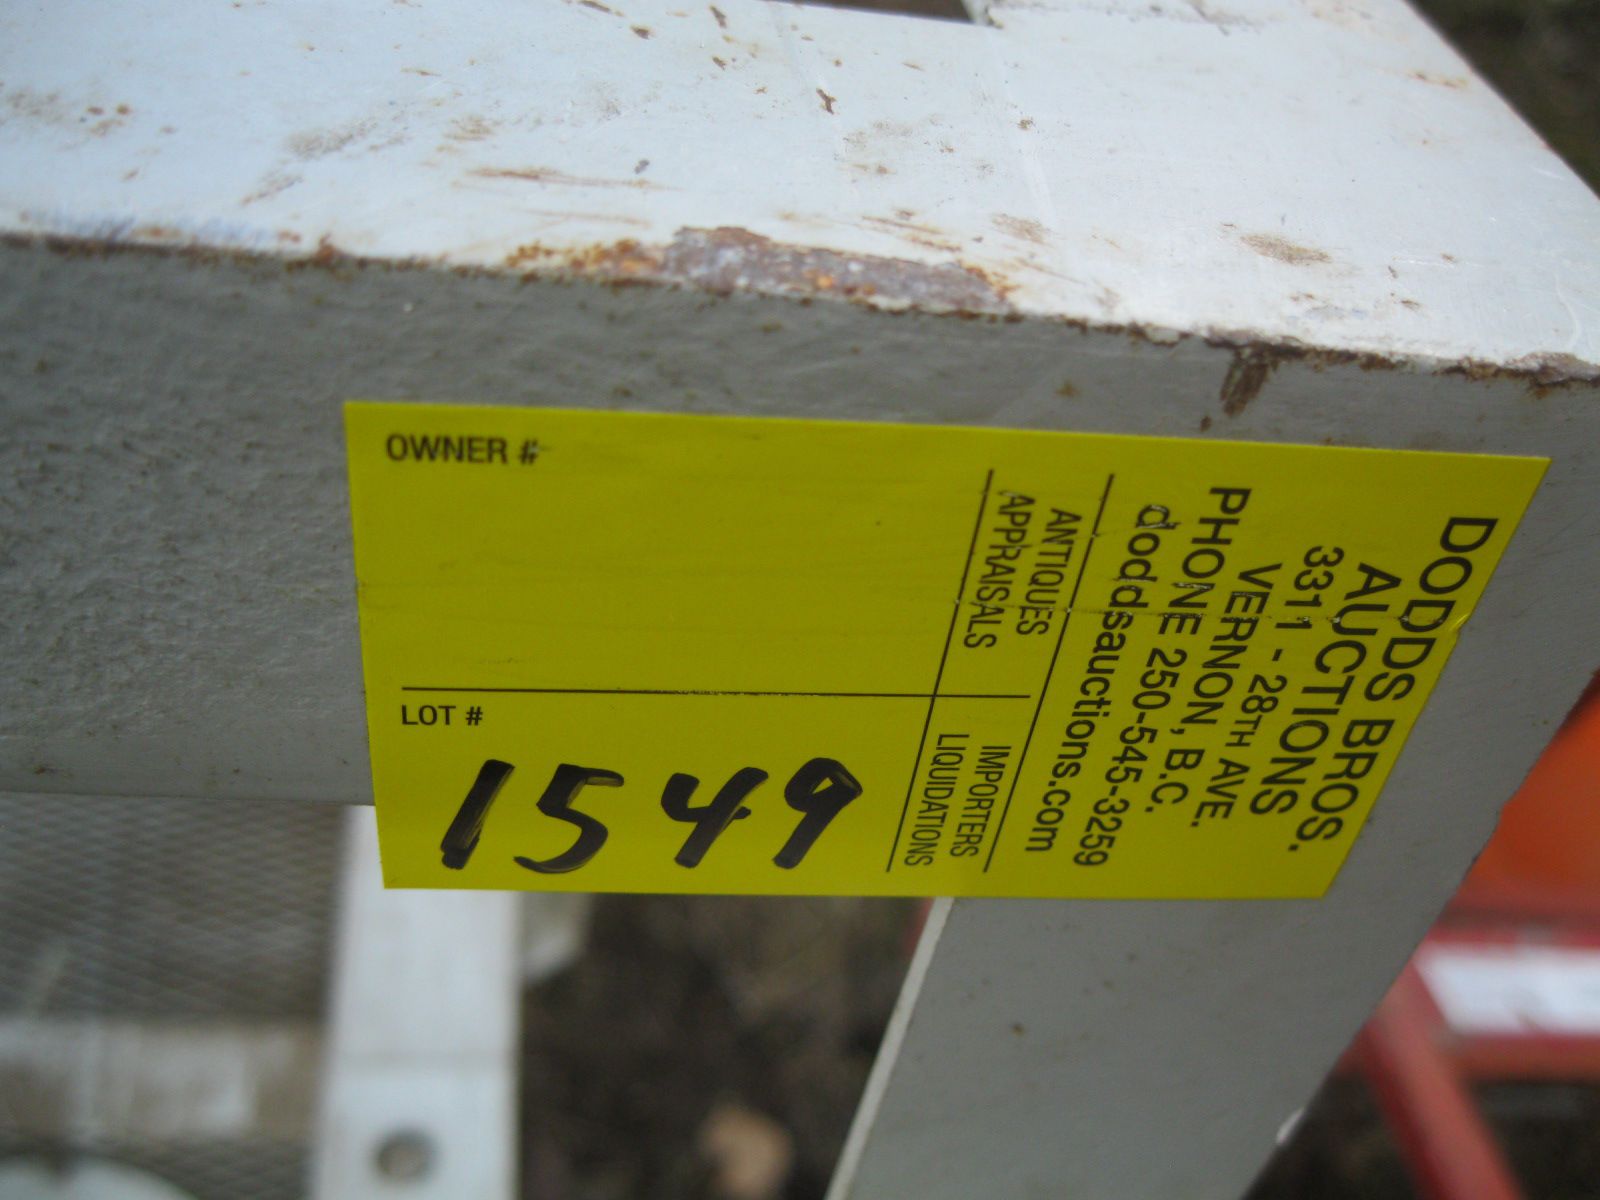 DODDS BROS.
AUCTIONS
3311 - 28TH AVE.
VERNON, B.C.
PHONE 250-545-3259
doddsauctions.com
ANTIQUES
APPRAISALS
IMPORTERS
LIQUIDATIONS
OWNER #
LOT #
1549